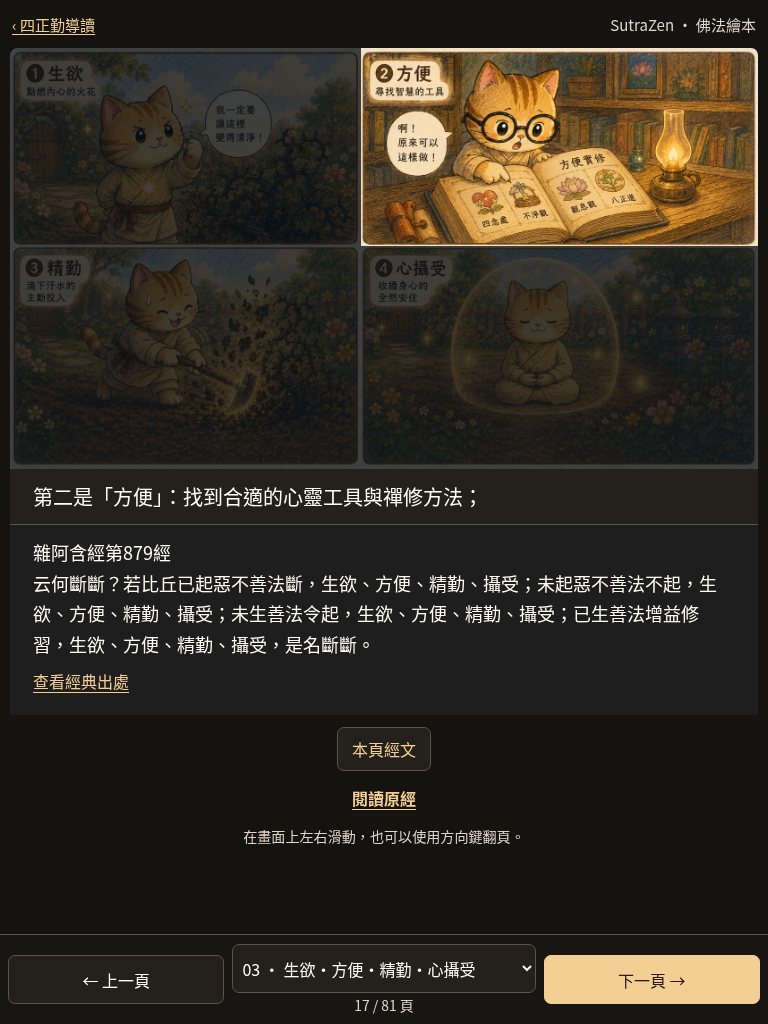 ‹ 四正勤導讀
SutraZen · 佛法繪本
1 生欲
點燃內心的火花
我一定要
讓這裡
變得清淨！
2 方便
尋找智慧的工具
啊！
原來可以
這樣做！
方便實修
四念處
不淨觀
觀息觀
八正道
3 精勤
滴下汗水的
主動投入
4 心攝受
收攝身心的
全然安住
第二是「方便」：找到合適的心靈工具與禪修方法；
雜阿含經第879經
云何斷斷？若比丘已起惡不善法斷，生欲、方便、精勤、攝受；未起惡不善法不起，生
欲、方便、精勤、攝受；未生善法令起，生欲、方便、精勤、攝受；已生善法增益修
習，生欲、方便、精勤、攝受，是名斷斷。
查看經典出處
本頁經文
閱讀原經
在畫面上左右滑動，也可以使用方向鍵翻頁。
← 上一頁
03 · 生欲・方便・精勤・心攝受
17 / 81 頁
下一頁 →